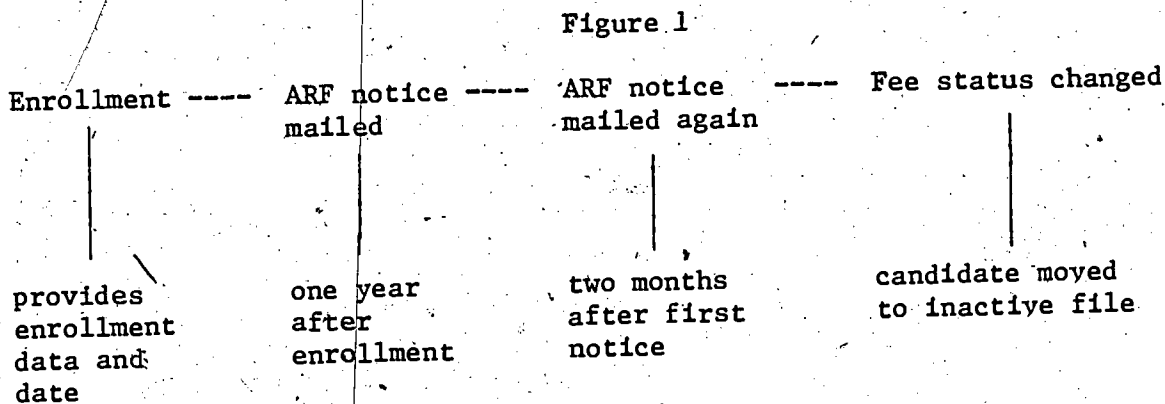 Figure 1
Enrollment ---- ARF notice ---- ARF notice ---- Fee status changed
mailed mailed again
provides one year two months candidate moved
enrollment after after first to inactive file
data and enrollment notice
date